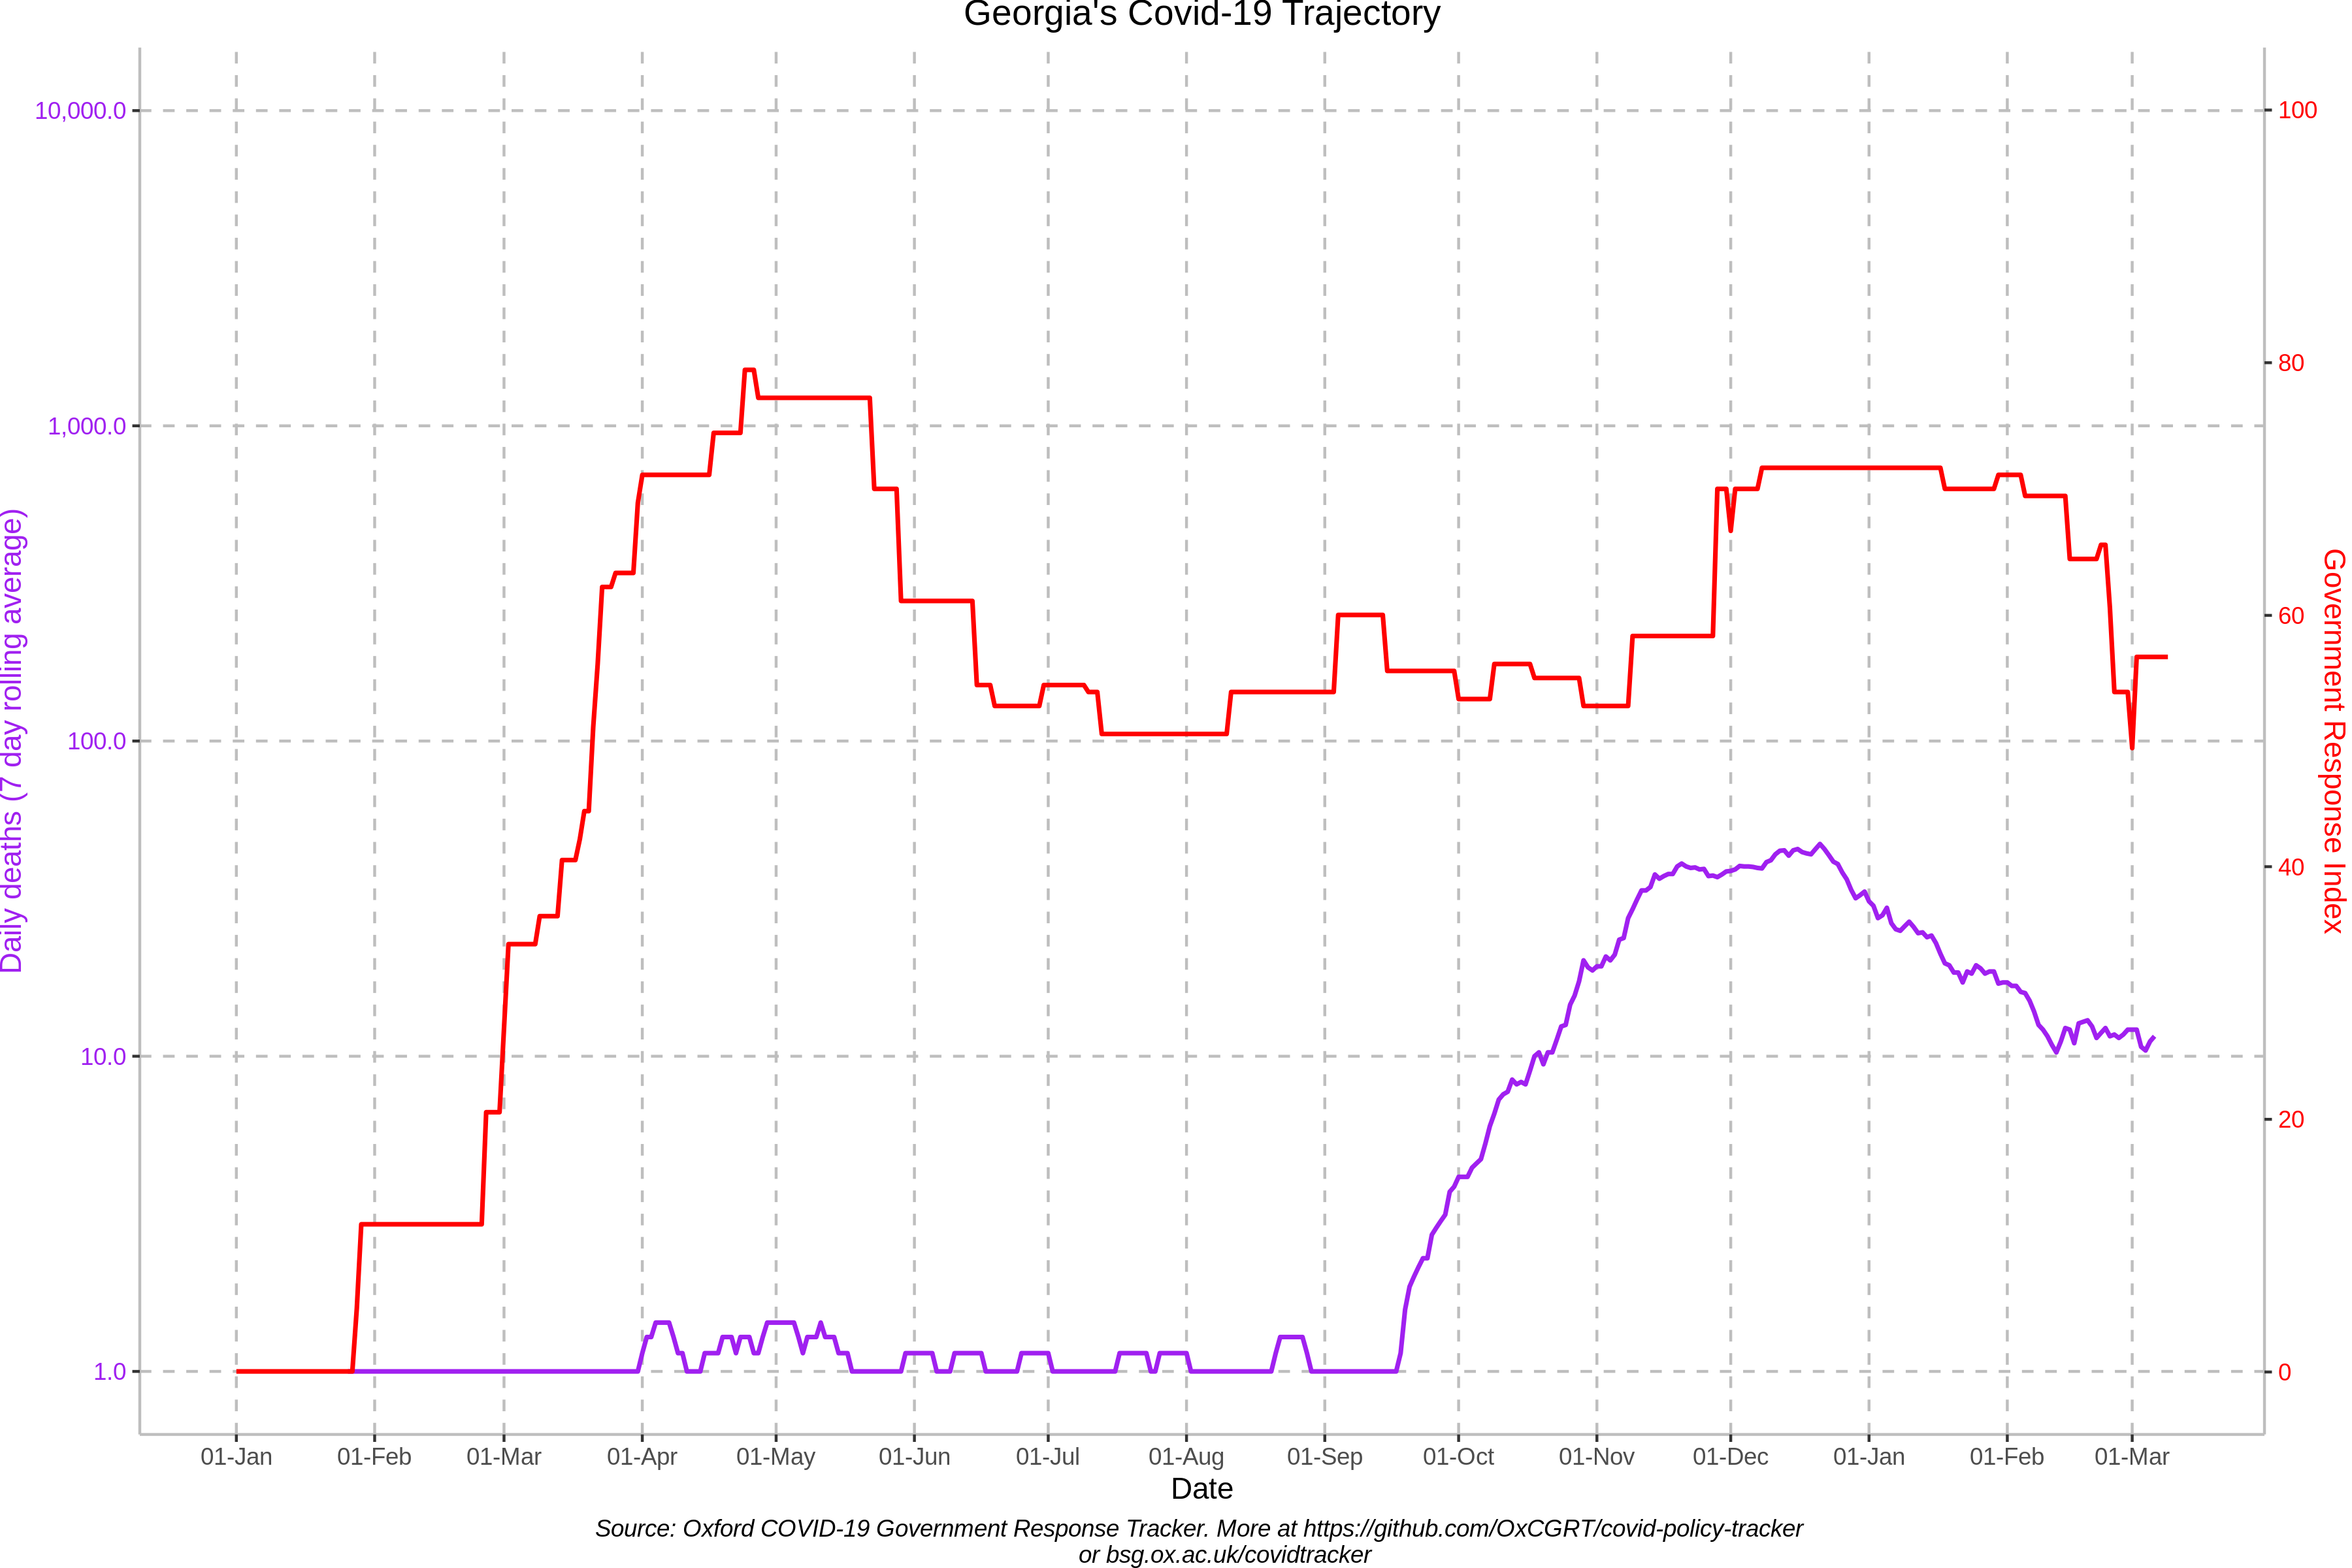 Georgia's Covid-19 Trajectory
10,000.0
1,000.0
100.0
10.0
1.0
Daily deaths (7 day rolling average)
100
80
60
40
20
0
Government Response Index
01-Jan 01-Feb 01-Mar 01-Apr 01-May 01-Jun 01-Jul 01-Aug 01-Sep 01-Oct 01-Nov 01-Dec 01-Jan 01-Feb 01-Mar
Date
Source: Oxford COVID-19 Government Response Tracker. More at https://github.com/OxCGRT/covid-policy-tracker
or bsg.ox.ac.uk/covidtracker